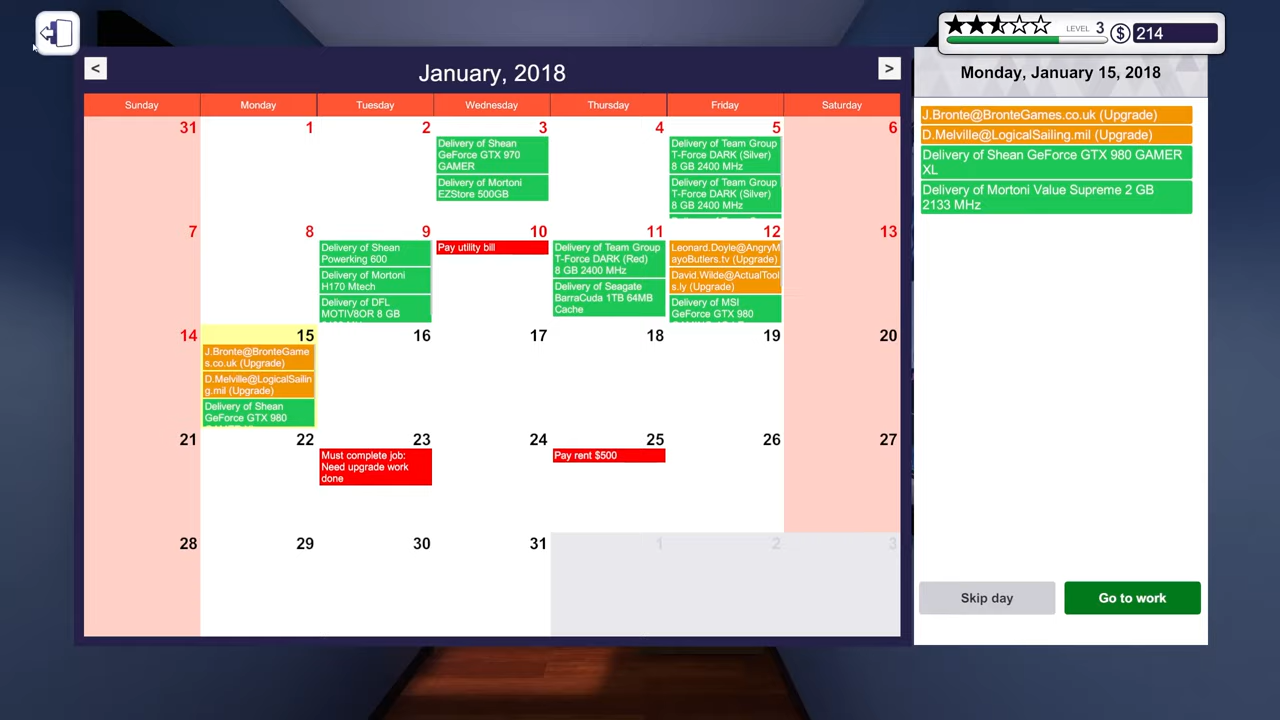 LEVEL 3
$ 214
< January, 2018 >
Sunday Monday Tuesday Wednesday Thursday Friday Saturday
31 1 2 3 4 5 6
Delivery of Shean
GeForce GTX 970
GAMER
Delivery of Mortoni
EZStore 500GB
Delivery of Team Group
T-Force DARK (Silver)
8 GB 2400 MHz
Delivery of Team Group
T-Force DARK (Silver)
8 GB 2400 MHz
7 8 9 10 11 12 13
Delivery of Shean
Powerking 600
Delivery of Mortoni
H170 Mtech
Delivery of DFL
MOTIV8OR 8 GB
Pay utility bill
Delivery of Team Group
T-Force DARK (Red)
8 GB 2400 MHz
Delivery of Seagate
BarraCuda 1TB 64MB
Cache
Leonard.Doyle@AngryM
ayoButlers.tv (Upgrade)
David.Wilde@ActualTool
s.ly (Upgrade)
Delivery of MSI
GeForce GTX 980
14 15 16 17 18 19 20
J.Bronte@BronteGame
s.co.uk (Upgrade)
D.Melville@LogicalSailin
g.mil (Upgrade)
Delivery of Shean
GeForce GTX 980
21 22 23 24 25 26 27
Must complete job:
Need upgrade work
done
Pay rent $500
28 29 30 31 1 2 3
Monday, January 15, 2018
J.Bronte@BronteGames.co.uk (Upgrade)
D.Melville@LogicalSailing.mil (Upgrade)
Delivery of Shean GeForce GTX 980 GAMER
XL
Delivery of Mortoni Value Supreme 2 GB
2133 MHz
Skip day
Go to work